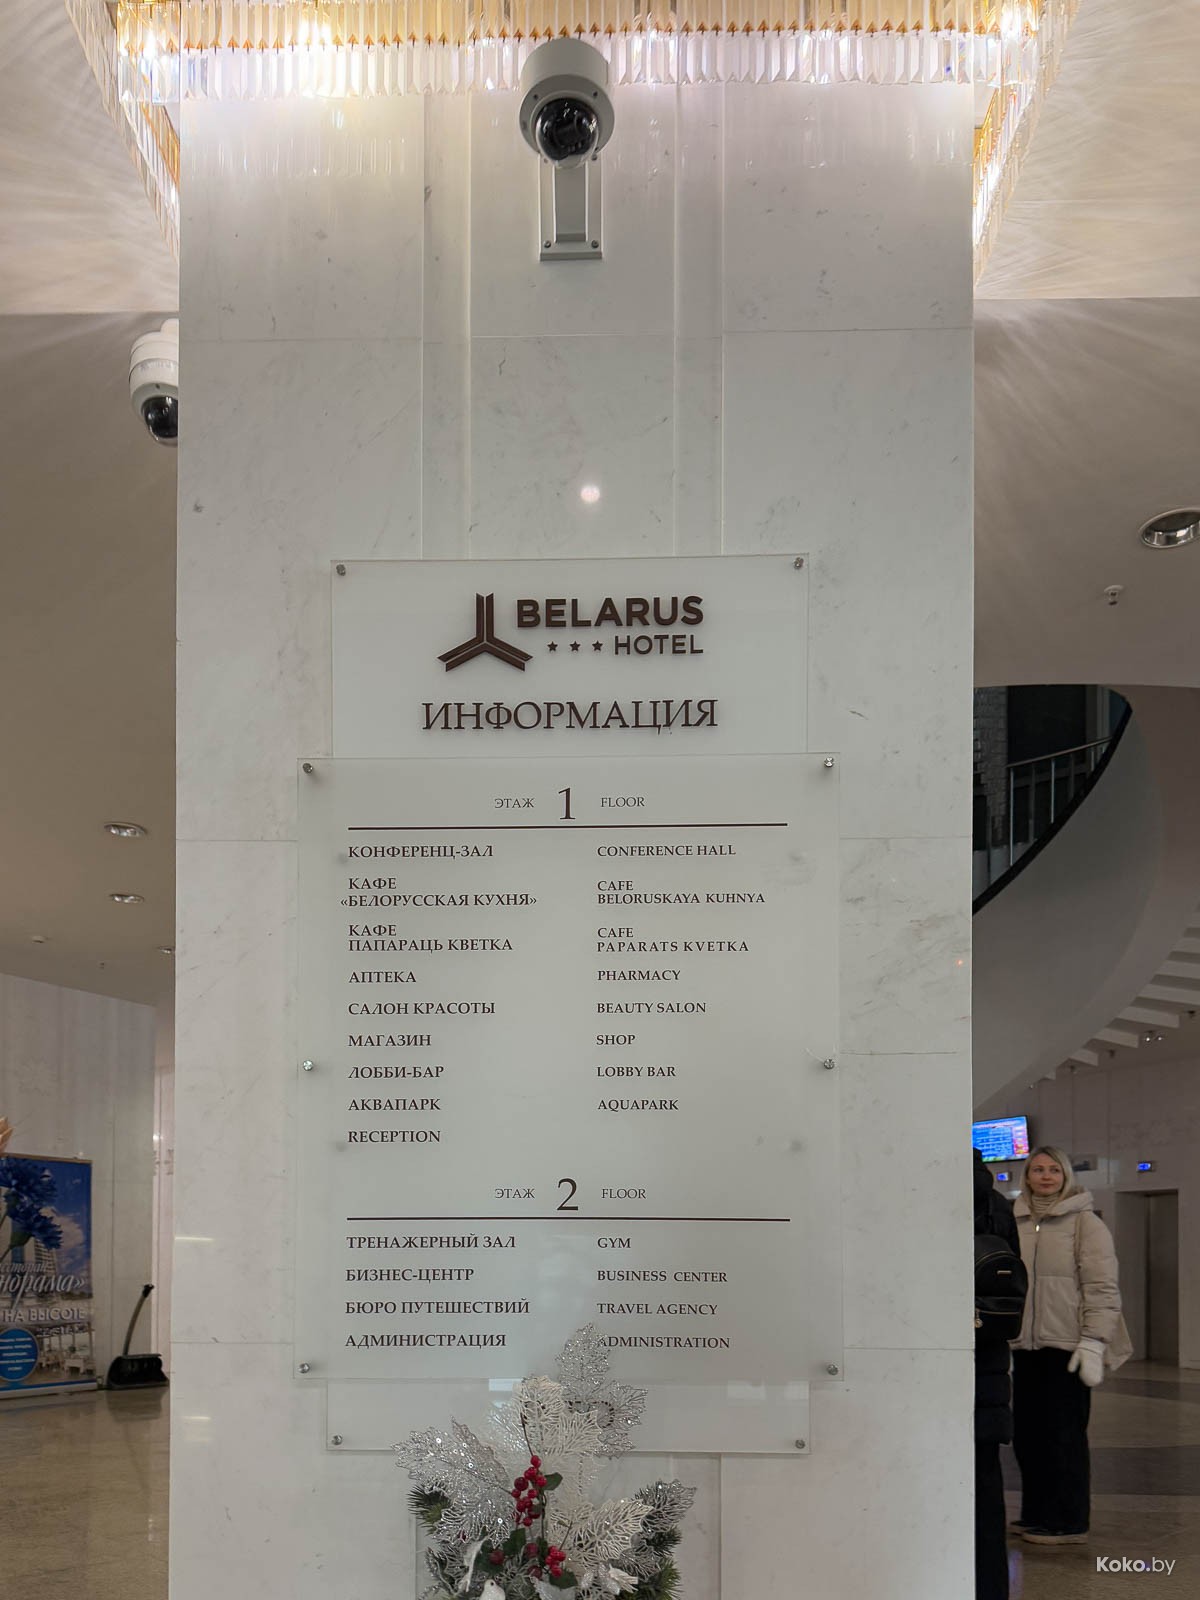 BELARUS
★ ★ ★ HOTEL
ИНФОРМАЦИЯ
ЭТАЖ 1 FLOOR
КОНФЕРЕНЦ-ЗАЛ CONFERENCE HALL
КАФЕ CAFE
«БЕЛОРУССКАЯ КУХНЯ» BELORUSKAYA KUHNYA
КАФЕ CAFE
ПАПАРАЦЬ КВЕТКА PAPARATS KVETKA
АПТЕКА PHARMACY
САЛОН КРАСОТЫ BEAUTY SALON
МАГАЗИН SHOP
ЛОББИ-БАР LOBBY BAR
АКВАПАРК AQUAPARK
RECEPTION
ЭТАЖ 2 FLOOR
ТРЕНАЖЕРНЫЙ ЗАЛ GYM
БИЗНЕС-ЦЕНТР BUSINESS CENTER
БЮРО ПУТЕШЕСТВИЙ TRAVEL AGENCY
АДМИНИСТРАЦИЯ ADMINISTRATION
НА ВЫСОТЕ
Koko.by